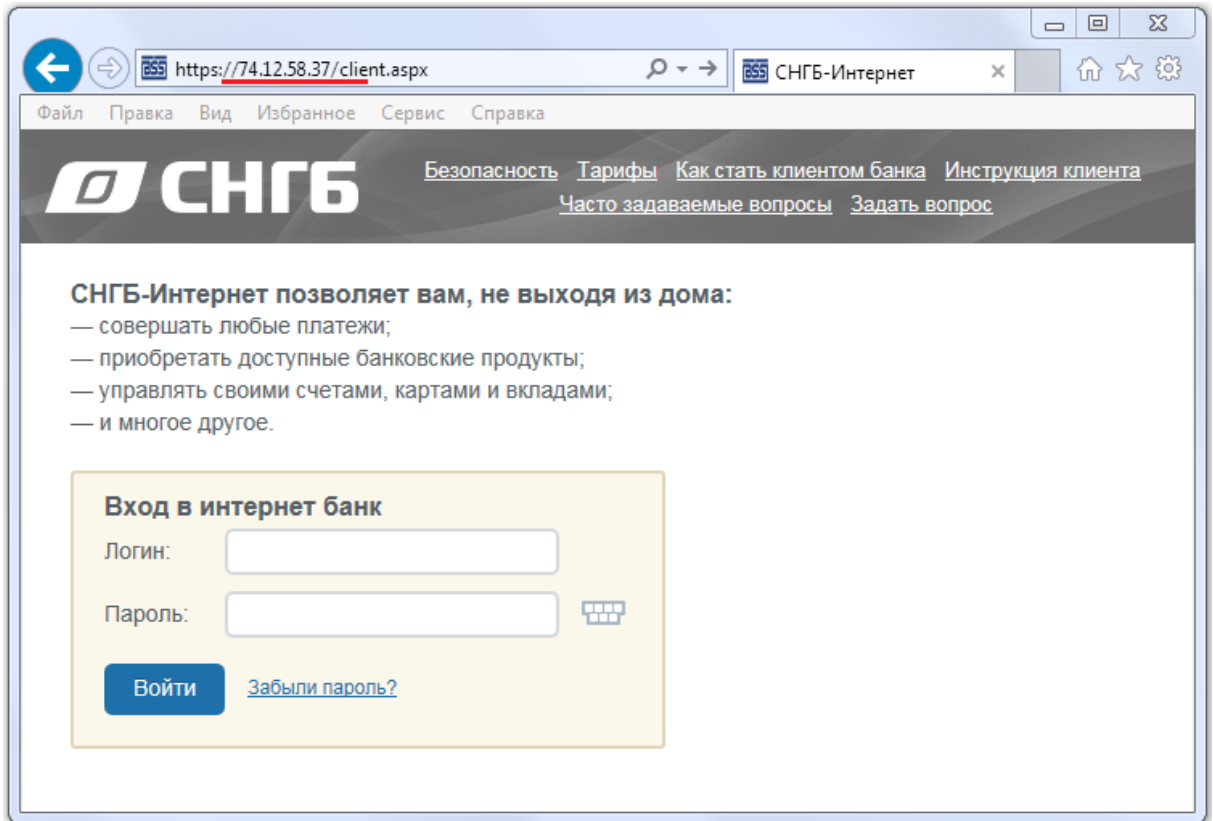 https://74.12.58.37/client.aspx
СНГБ-Интернет
Файл Правка Вид Избранное Сервис Справка
СНГБ
Безопасность Тарифы Как стать клиентом банка Инструкция клиента
Часто задаваемые вопросы Задать вопрос
СНГБ-Интернет позволяет вам, не выходя из дома:
— совершать любые платежи;
— приобретать доступные банковские продукты;
— управлять своими счетами, картами и вкладами;
— и многое другое.
Вход в интернет банк
Логин:
Пароль:
Войти Забыли пароль?